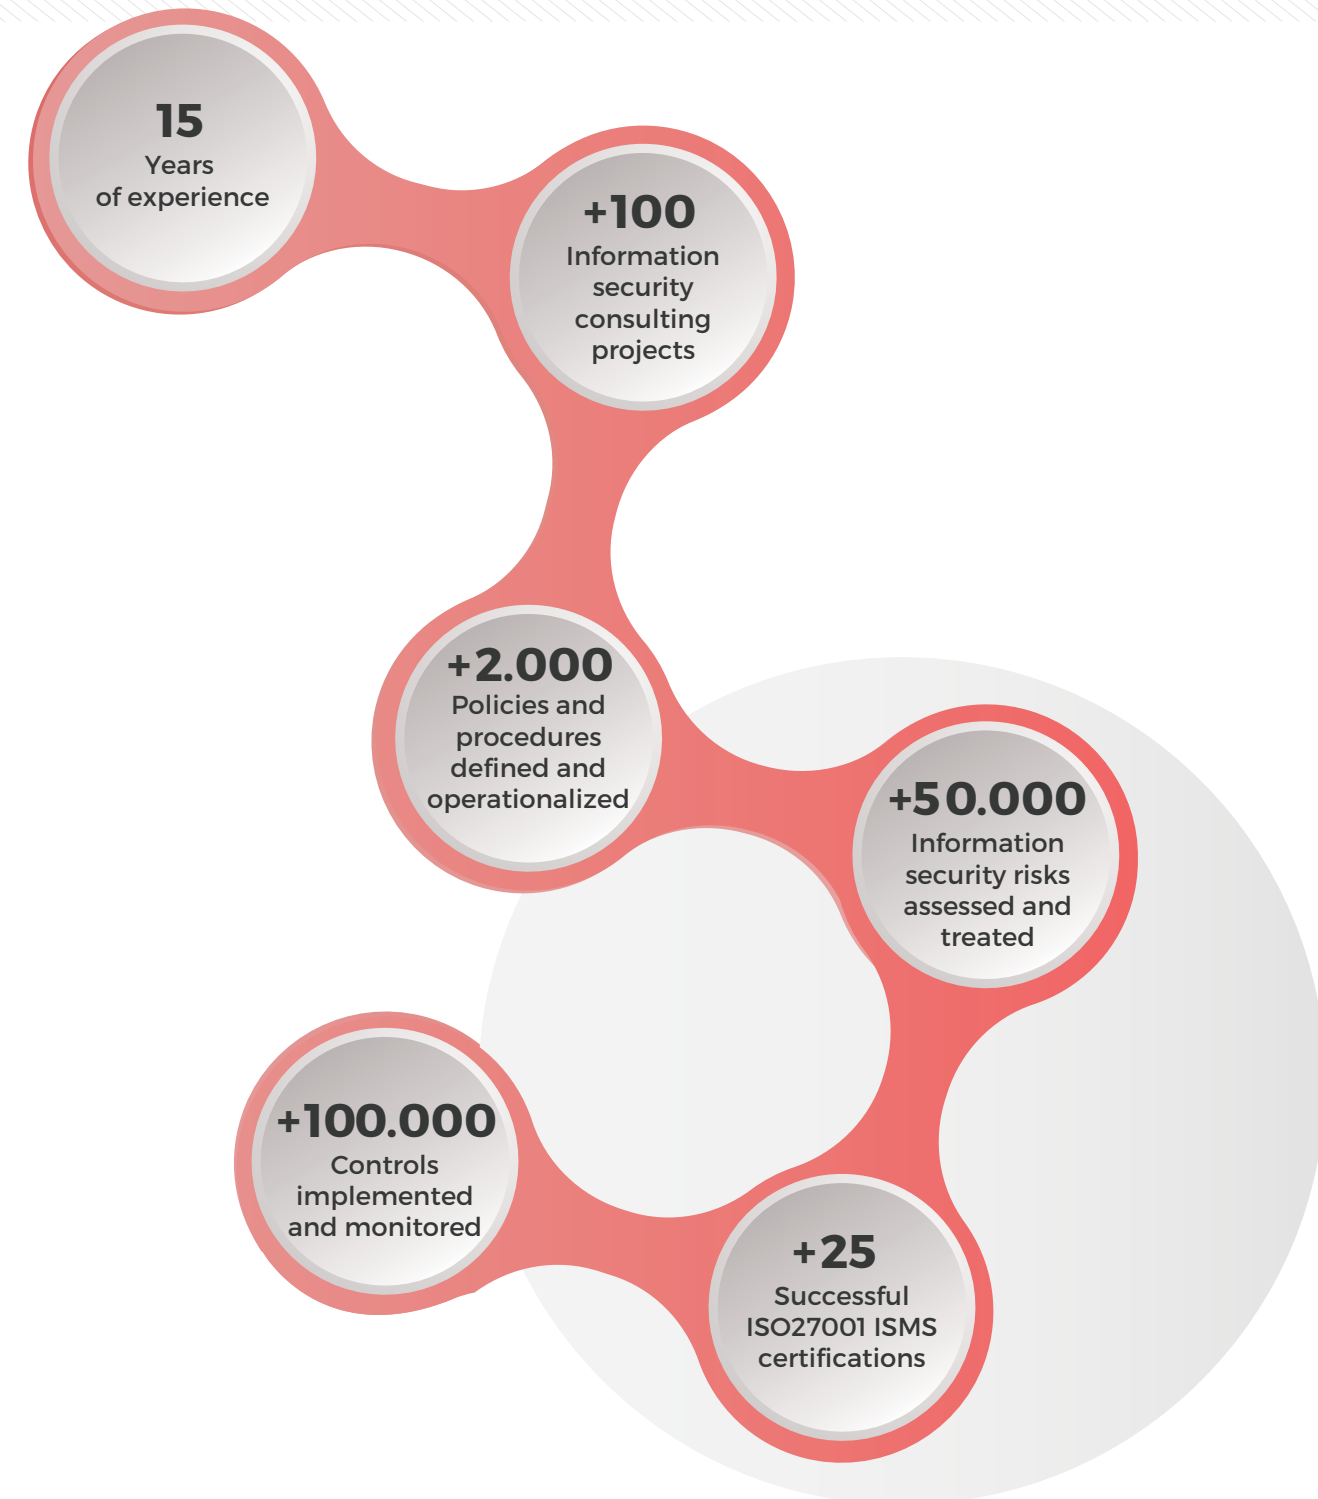 15
Years
of experience
+100
Information
security
consulting
projects
+2.000
Policies and
procedures
defined and
operationalized
+50.000
Information
security risks
assessed and
treated
+100.000
Controls
implemented
and monitored
+25
Successful
ISO27001 ISMS
certifications